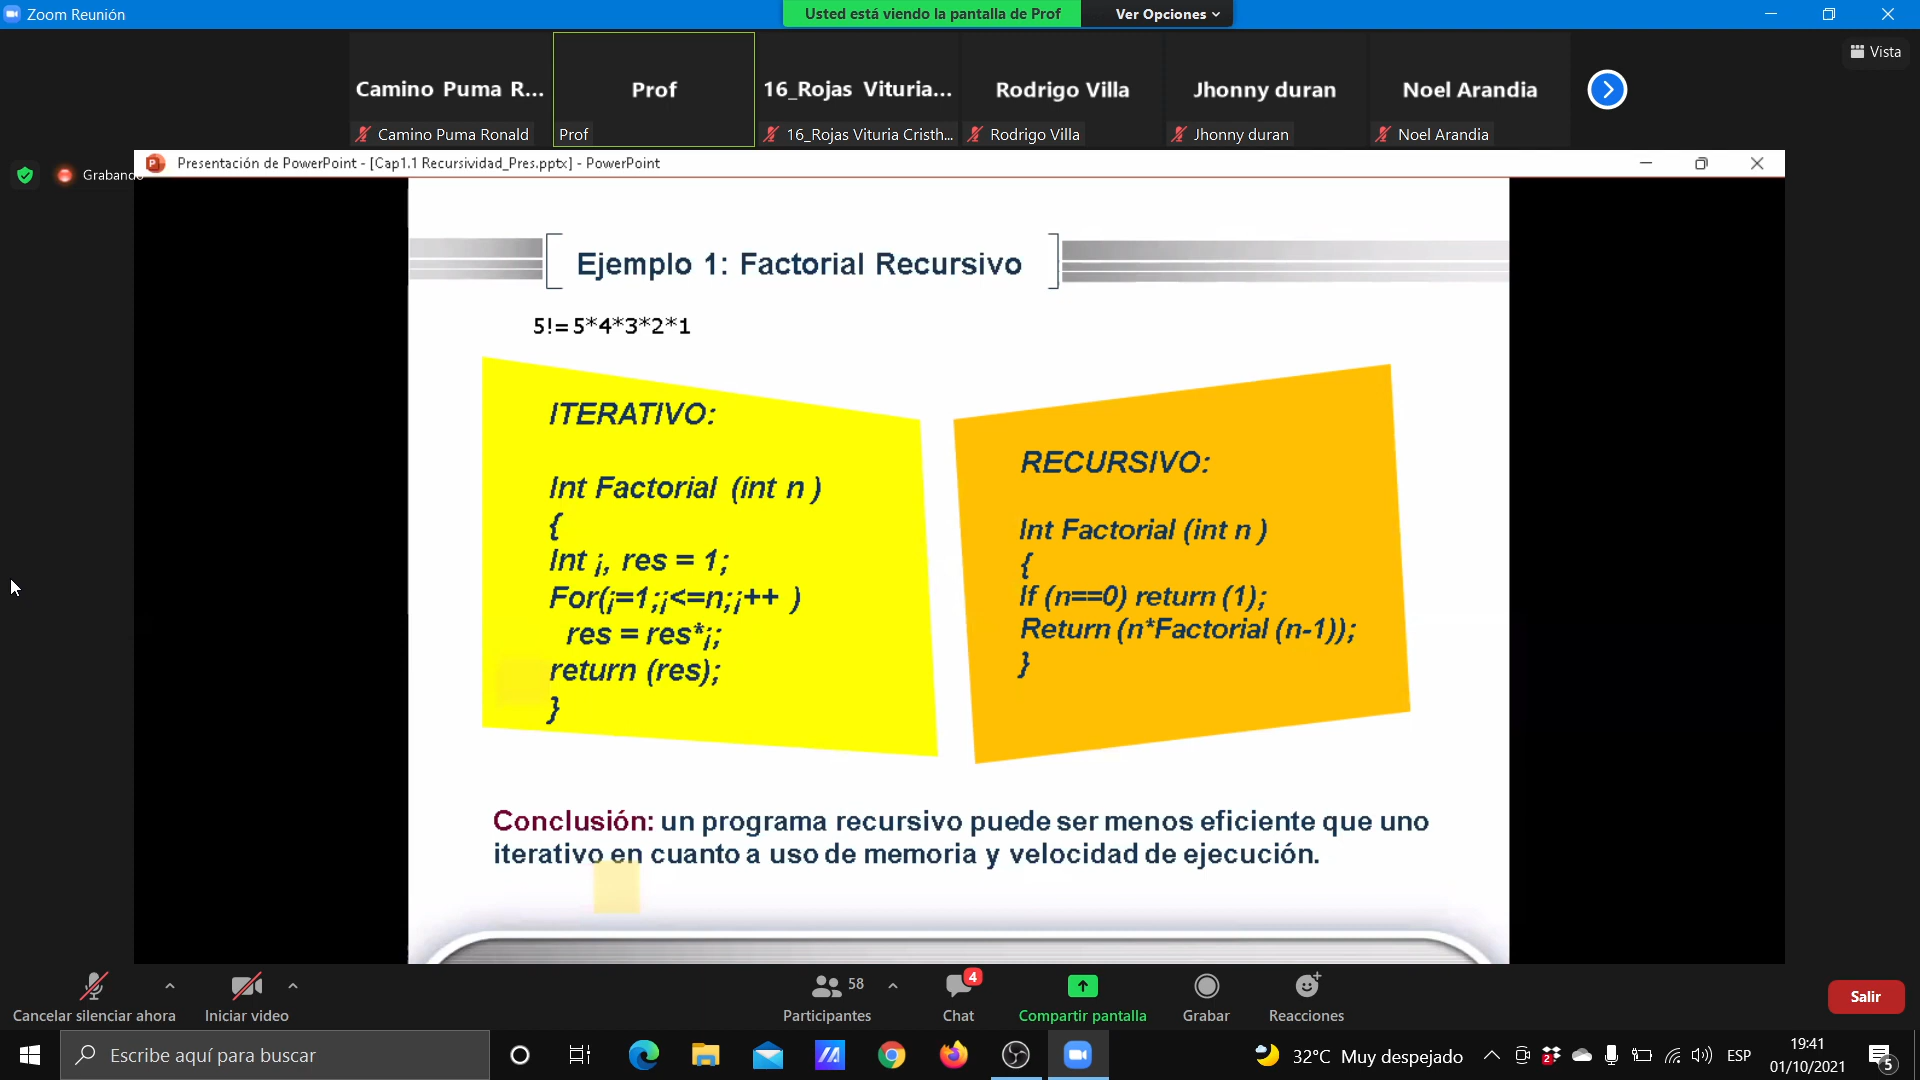 Zoom Reunión
Usted está viendo la pantalla de Prof
Ver Opciones
Vista
Camino Puma R...
Prof
16_Rojas Vituria...
Rodrigo Villa
Jhonny duran
Noel Arandia
Camino Puma Ronald
Prof
16_Rojas Vituria Cristh...
Rodrigo Villa
Jhonny duran
Noel Arandia
Grabando
Presentación de PowerPoint - [Cap1.1 Recursividad_Pres.pptx] - PowerPoint
Ejemplo 1: Factorial Recursivo
5!=5*4*3*2*1
ITERATIVO:
Int Factorial (int n )
{
Int ¡, res = 1;
For(¡=1;¡<=n;¡++ )
res = res*¡;
return (res);
}
RECURSIVO:
Int Factorial (int n )
{
If (n==0) return (1);
Return (n*Factorial (n-1));
}
Conclusión: un programa recursivo puede ser menos eficiente que uno
iterativo en cuanto a uso de memoria y velocidad de ejecución.
Cancelar silenciar ahora
Iniciar video
58
Participantes
4
Chat
Compartir pantalla
Grabar
Reacciones
Salir
Escribe aquí para buscar
32°C Muy despejado
2
ESP
19:41
01/10/2021
5